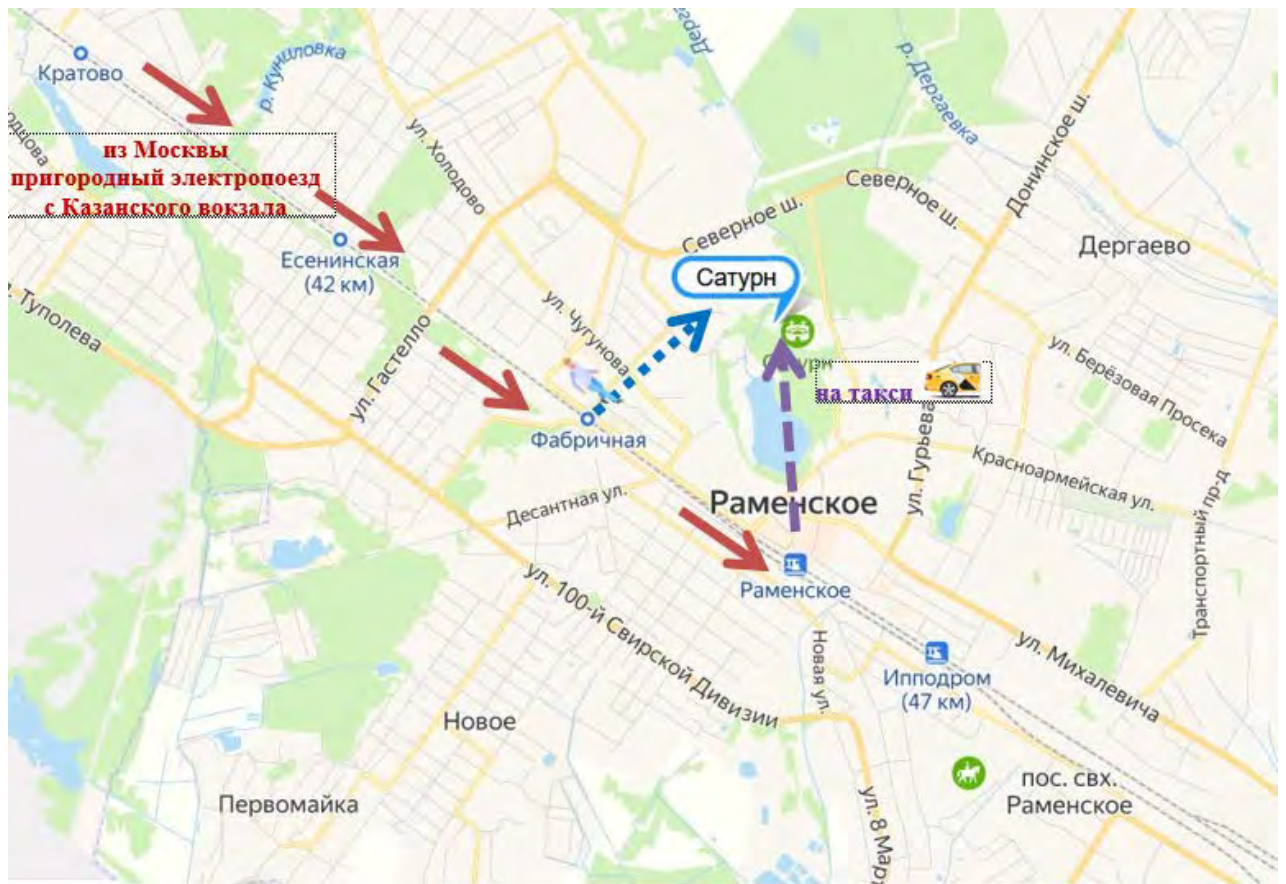 Кратово
р. Куниловка
р. Дергаевка
Донинское ш.
из Москвы
пригородный электропоезд
с Казанского вокзала
ул. Холодово
Северное ш.
Северное ш.
Дергаево
Есенинская
(42 км)
Сатурн
Туполева
ул. Гастелло
ул. Чугунова
на такси
ул. Берёзовая Просека
Фабричная
ул. Гурьева
Красноармейская ул.
Десантная ул.
Раменское
Транспортный пр-д
Раменское
ул. 100-й Свирской Дивизии
Новая ул.
ул. Михалевича
Ипподром
(47 км)
Новое
пос. свх.
Раменское
Первомайка
ул. 8 Мар